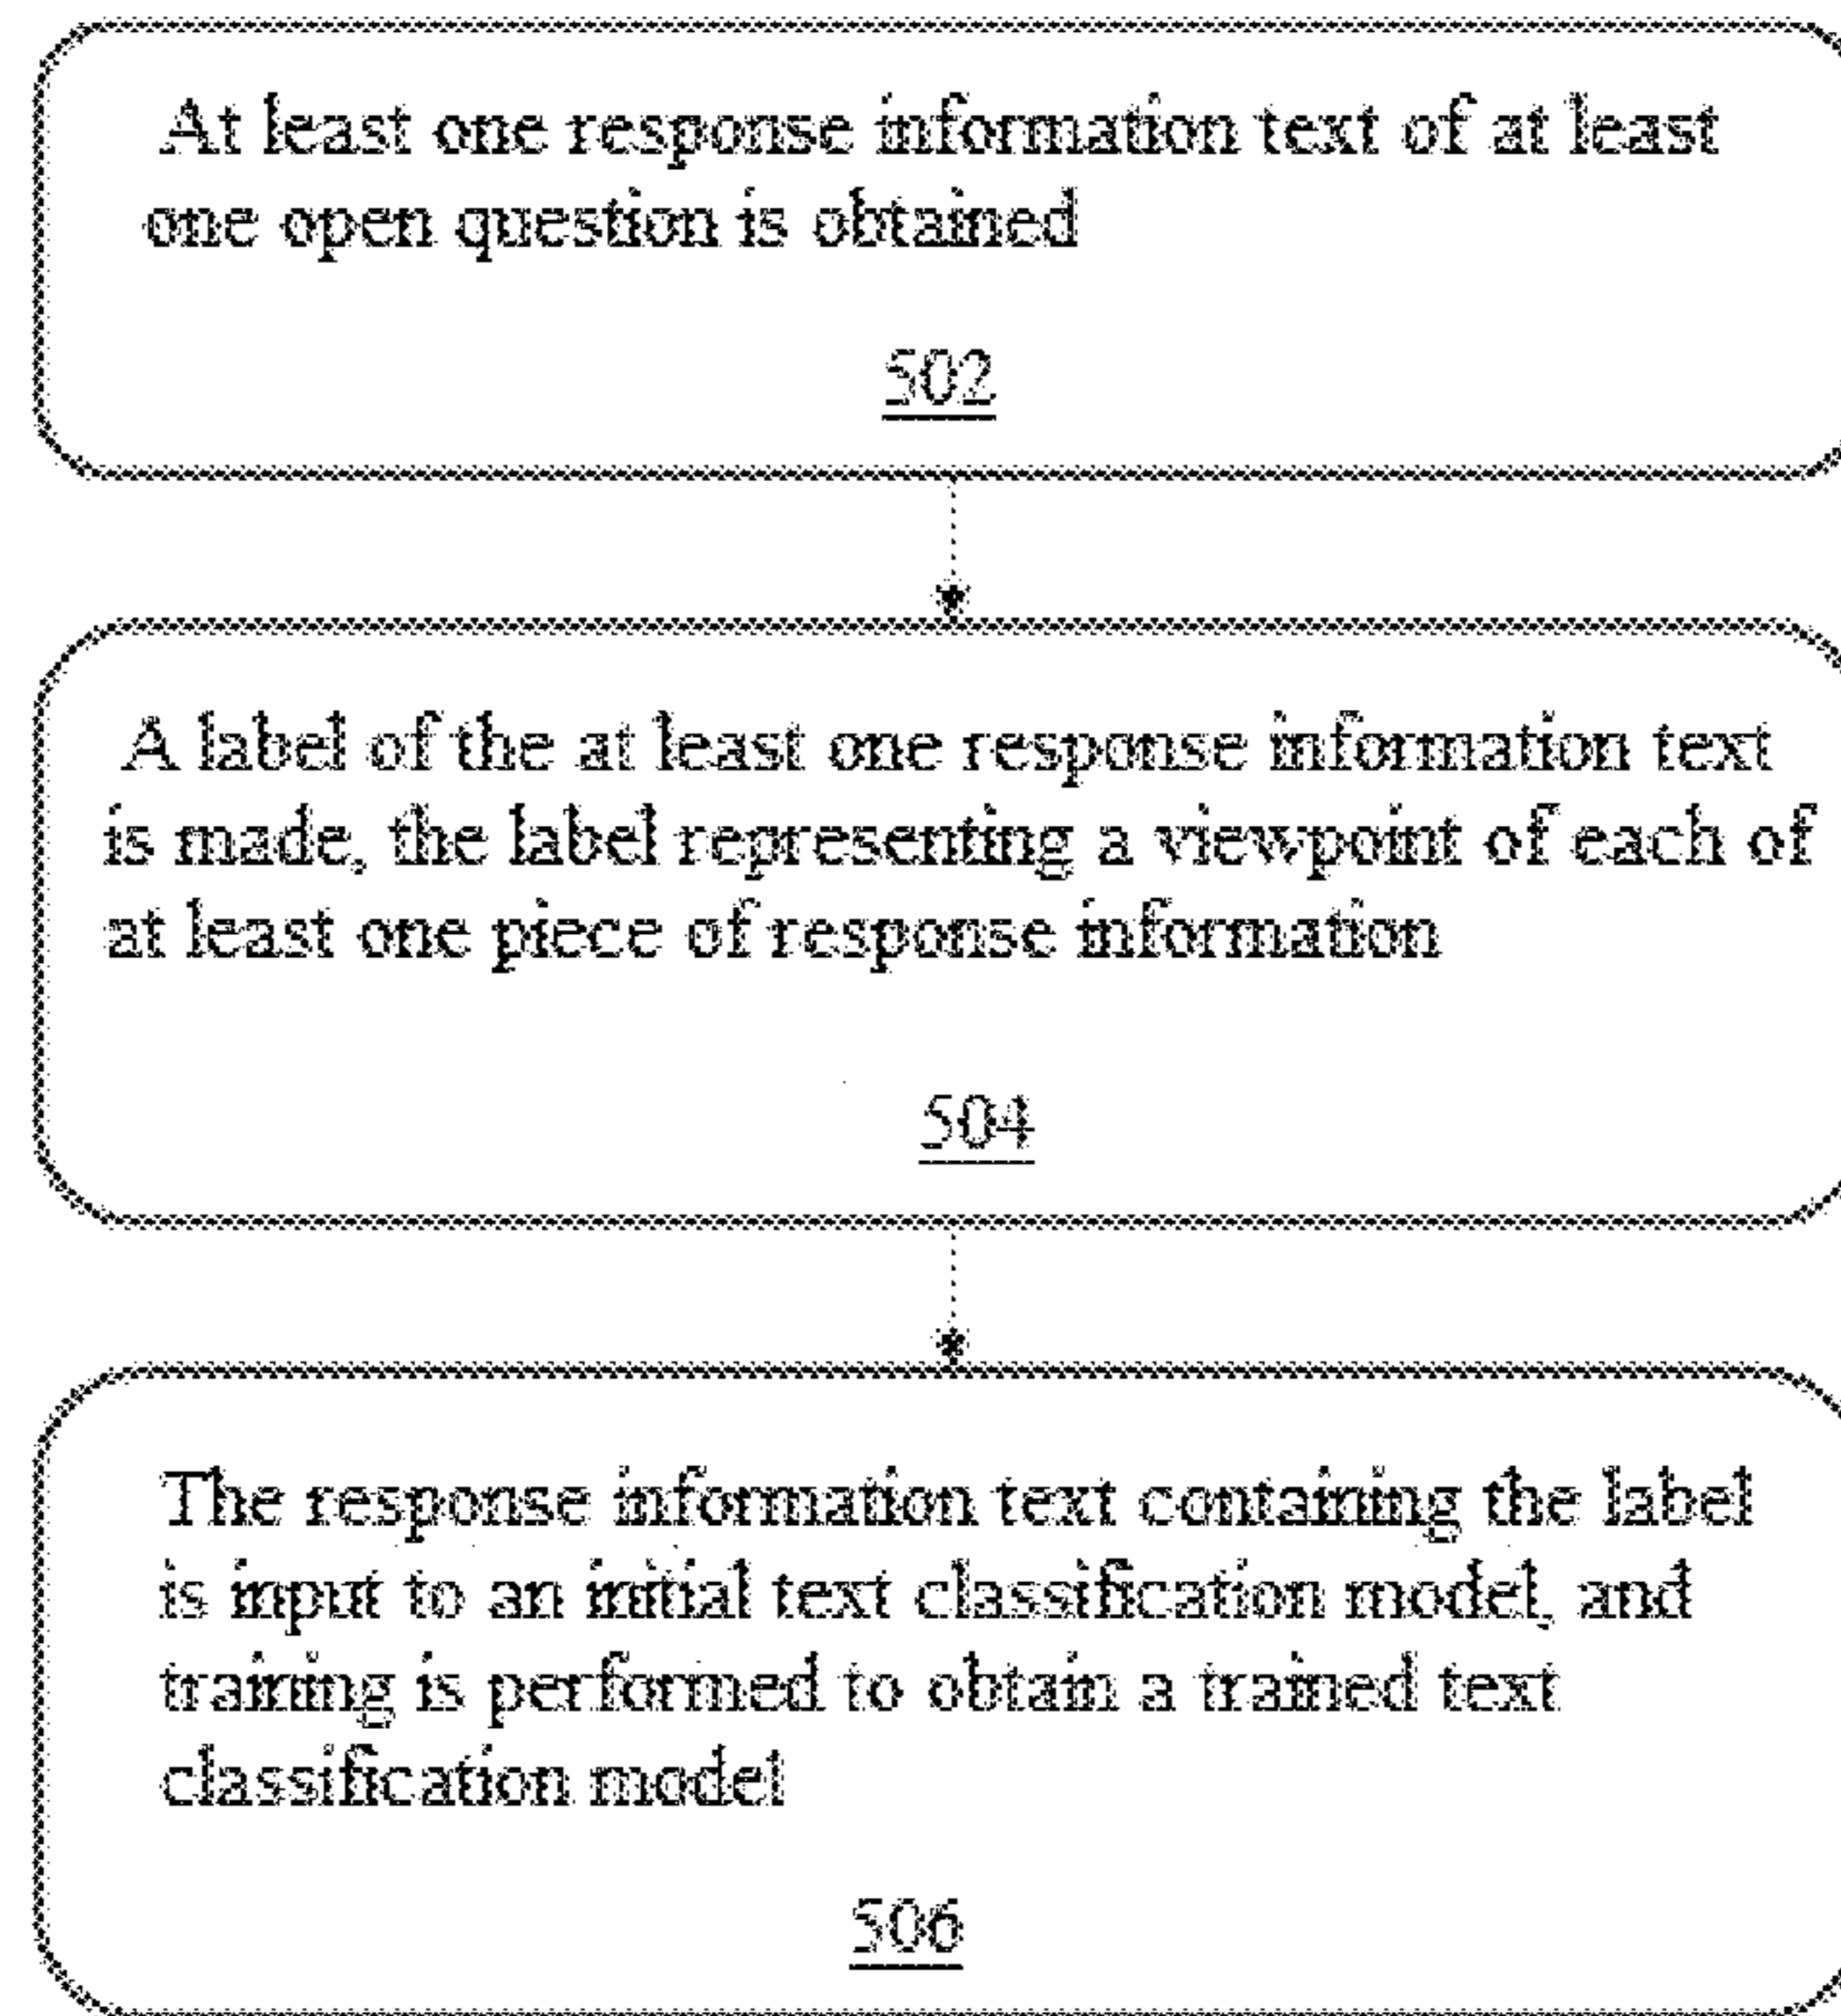 At least one response information text of at least
one open question is obtained
502
A label of the at least one response information text
is made, the label representing a viewpoint of each of
at least one piece of response information
504
The response information text containing the label
is input to an initial text classification model, and
training is performed to obtain a trained text
classification model
506